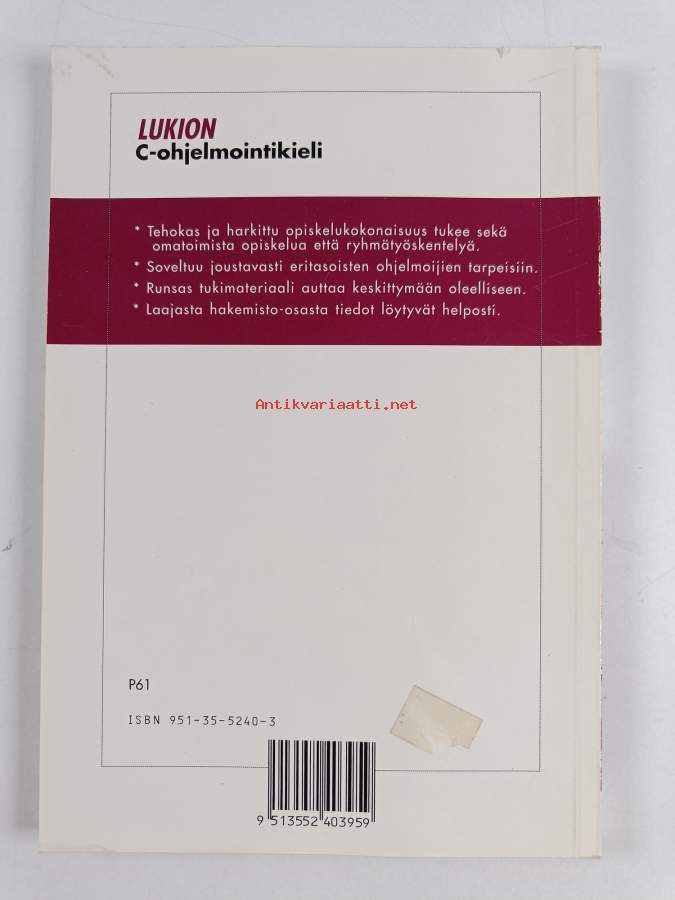 LUKION
C-ohjelmointikieli
* Tehokas ja harkittu opiskelukokonaisuus tukee sekä
omatoimista opiskelua että ryhmätyöskentelyä.
* Soveltuu joustavasti eritasoisten ohjelmoijien tarpeisiin.
* Runsas tukimateriaali auttaa keskittymään oleelliseen.
* Laajasta hakemisto-osasta tiedot löytyvät helposti.
Antikvariaatti.net
P61
ISBN 951-35-5240-3
9 513552 403959